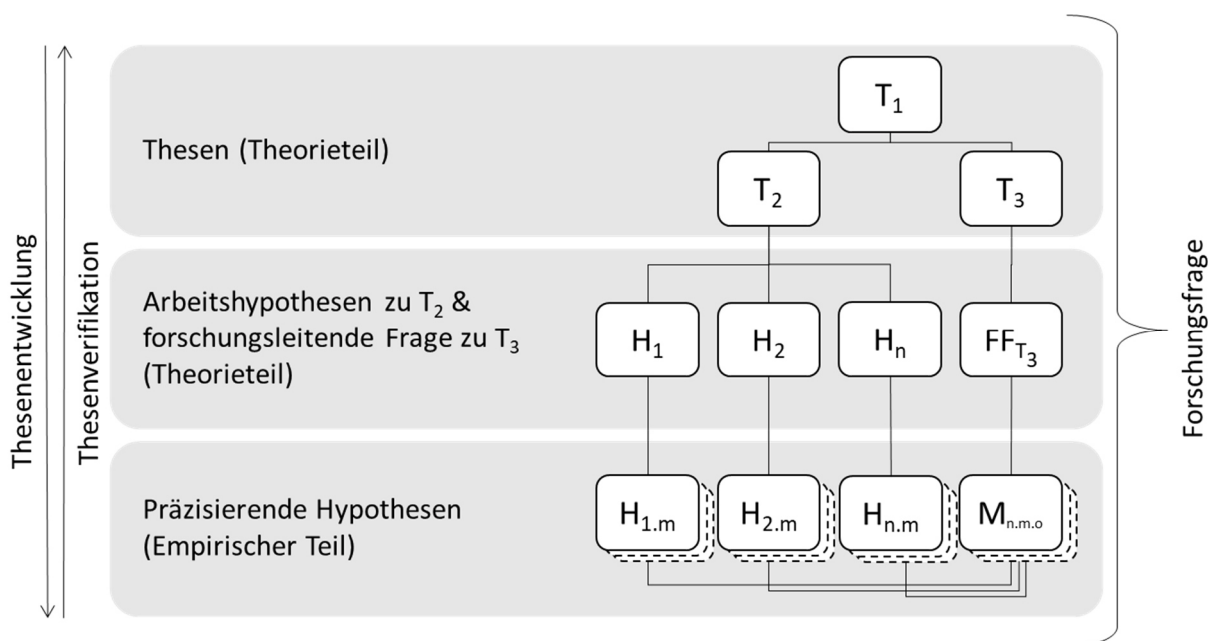 Thesenentwicklung
Thesenverifikation
Thesen (Theorieteil)
T₁
T₂
T₃
Arbeitshypothesen zu T₂ &
forschungsleitende Frage zu T₃
(Theorieteil)
H₁
H₂
Hₙ
FF_T₃
Präzisierende Hypothesen
(Empirischer Teil)
H₁.ₘ
H₂.ₘ
Hₙ.ₘ
Mₙ.ₘ.ₒ
Forschungsfrage